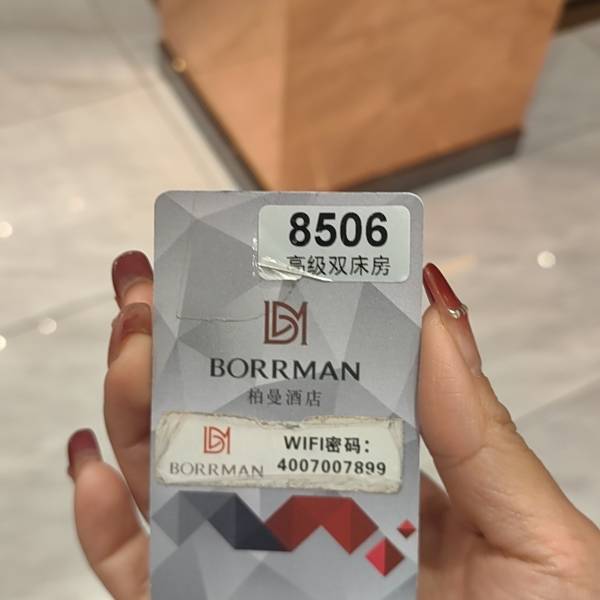 8506
高级双床房
BORRMAN
柏曼酒店
WIFI密码：
BORRMAN
4007007899